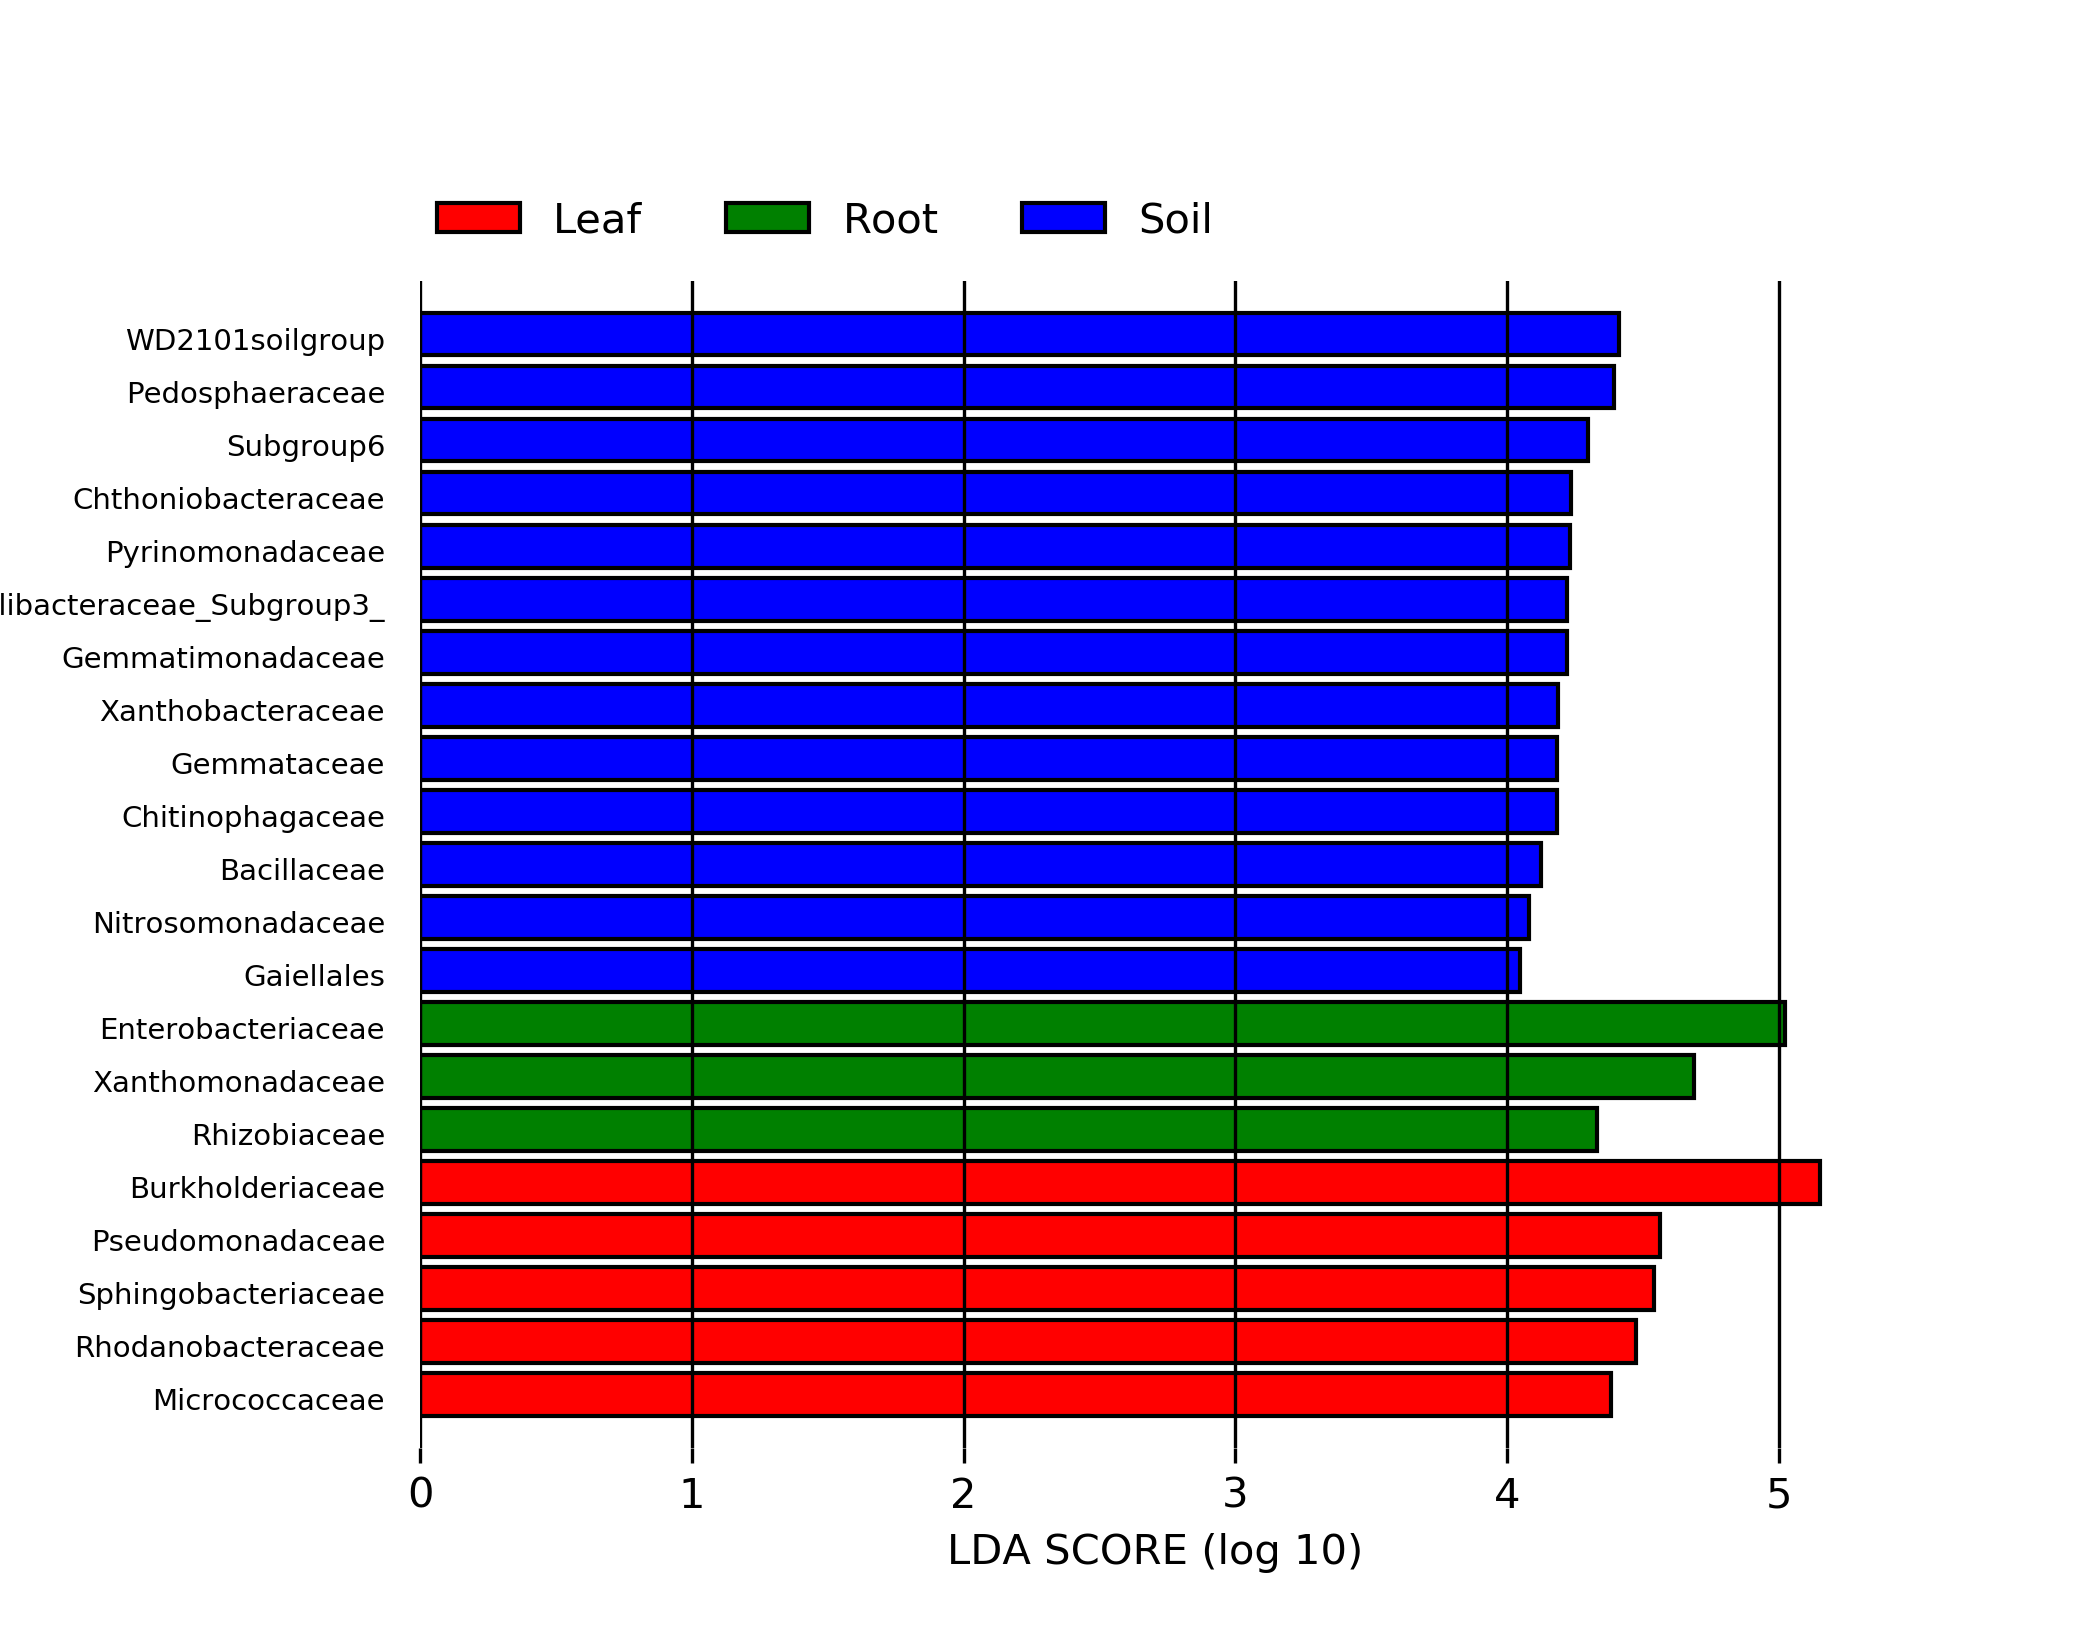 Leaf Root Soil
WD2101soilgroup
Pedosphaeraceae
Subgroup6
Chthoniobacteraceae
Pyrinomonadaceae
libacteraceae_Subgroup3_
Gemmatimonadaceae
Xanthobacteraceae
Gemmataceae
Chitinophagaceae
Bacillaceae
Nitrosomonadaceae
Gaiellales
Enterobacteriaceae
Xanthomonadaceae
Rhizobiaceae
Burkholderiaceae
Pseudomonadaceae
Sphingobacteriaceae
Rhodanobacteraceae
Micrococcaceae
0 1 2 3 4 5
LDA SCORE (log 10)